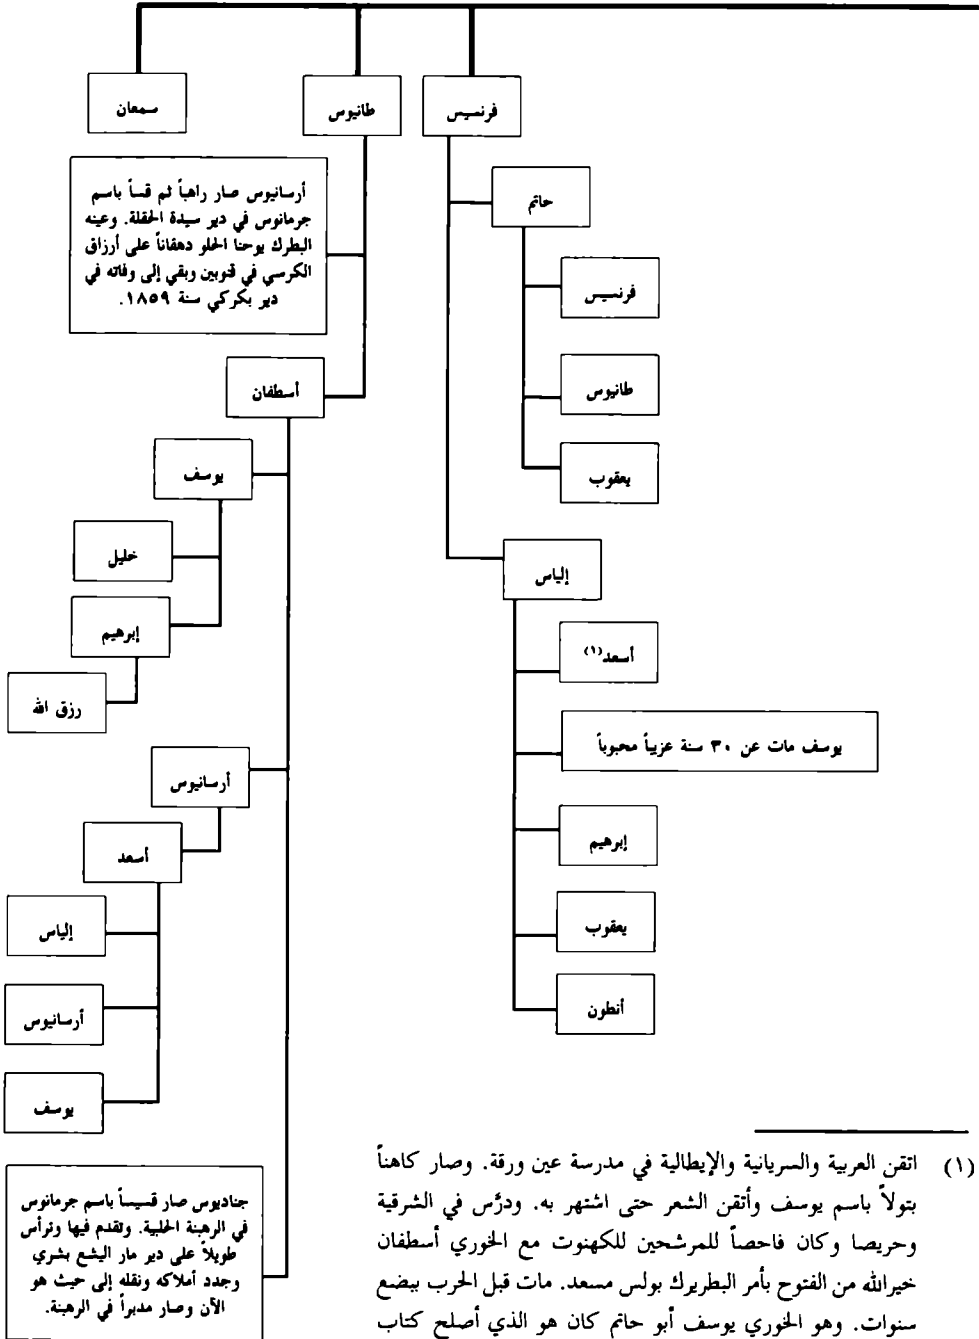 فرنسيس
طانيوس
سمعان
حاتم
فرنسيس
طانيوس
يعقوب
إلياس
أسعد(١)
يوسف مات عن ٣٠ سنة عزيباً محبوباً
إبرهيم
يعقوب
أنطون
أرسانيوس صار راهباً ثم قساً باسم
جرمانوس في دير سيدة الحقلة. وعينه
البطرك يوحنا الحلو دهقاناً على أرزاق
الكرسي في قنوبين وبقي إلى وفاته في
دير بكركي سنة ١٨٥٩.
أسطفان
يوسف
خليل
إبرهيم
رزق الله
أرسانيوس
أسعد
إلياس
أرسانيوس
يوسف
جناديوس صار قسيساً باسم جرمانوس
في الرهبنة الحلبية. وتقدم فيها وترأس
طويلاً على دير مار اليشع بشري
وجدد أملاكه ونقله إلى حيث هو
الآن وصار مدبراً في الرهبنة.
(١) اتقن العربية والسريانية والإيطالية في مدرسة عين ورقة. وصار كاهناً
بتولاً باسم يوسف وأتقن الشعر حتى اشتهر به. ودرَّس في الشرقية
وحريصا وكان فاحصاً للمرشحين للكهنوت مع الخوري أسطفان
خيرالله من الفتوح بأمر البطريرك بولس مسعد. مات قبل الحرب ببضع
سنوات. وهو الخوري يوسف أبو حاتم كان هو الذي أصلح كتاب